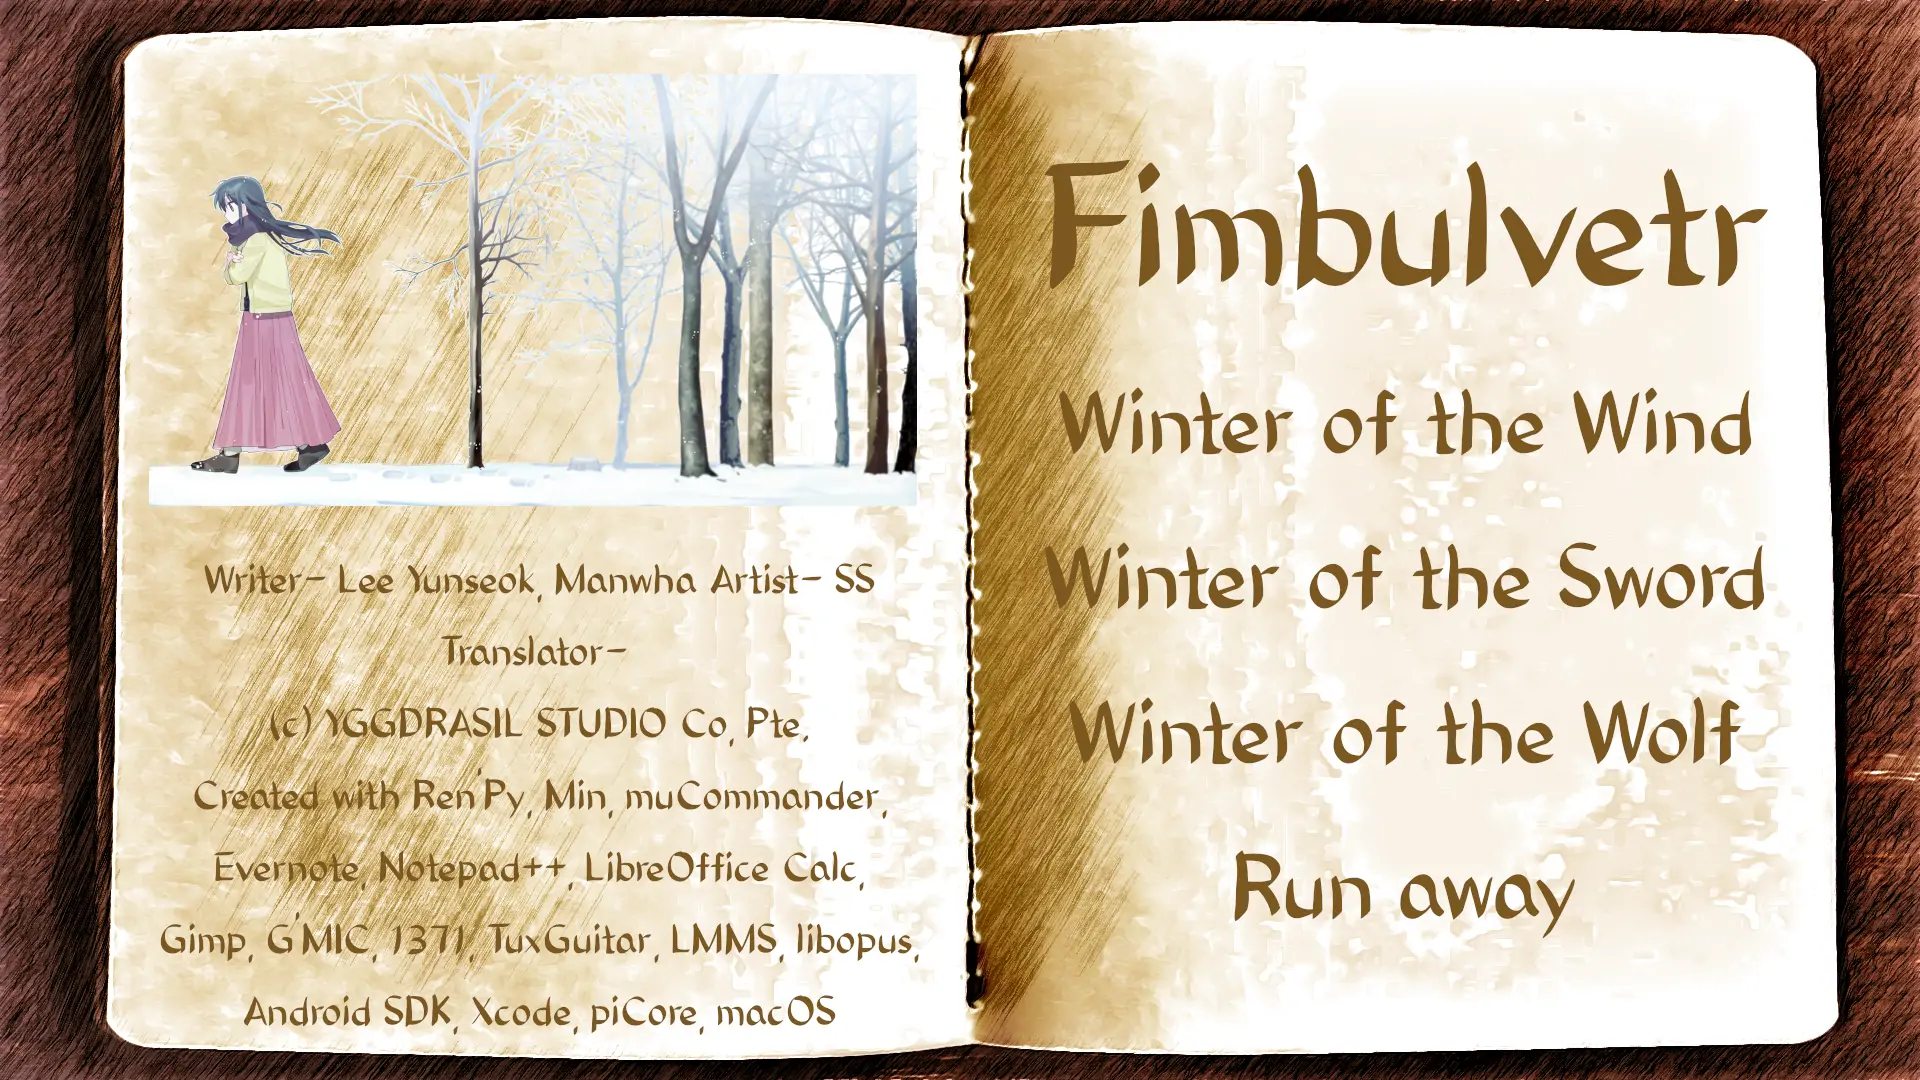 Writer- Lee Yunseok, Manwha Artist- SS
Translator-
(c) YGGDRASIL STUDIO Co, Pte,
Created with Ren'Py, Min, muCommander,
Evernote, Notepad++, LibreOffice Calc,
Gimp, G'MIC, 1371, TuxGuitar, LMMS, libopus,
Android SDK, Xcode, piCore, macOS
Fimbulvetr
Winter of the Wind
Winter of the Sword
Winter of the Wolf
Run away